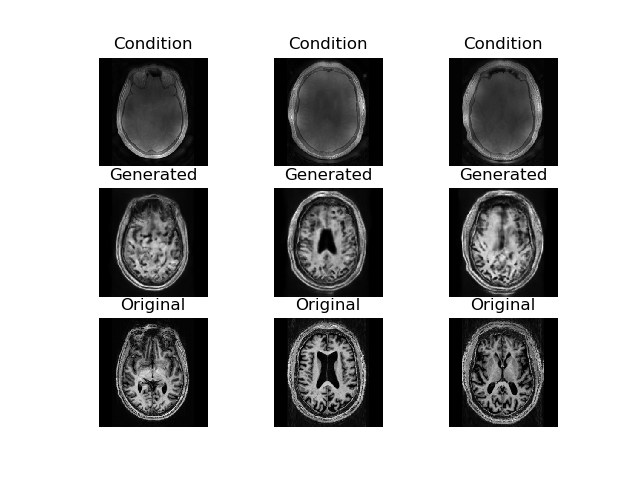 Condition Condition Condition
Generated Generated Generated
Original Original Original